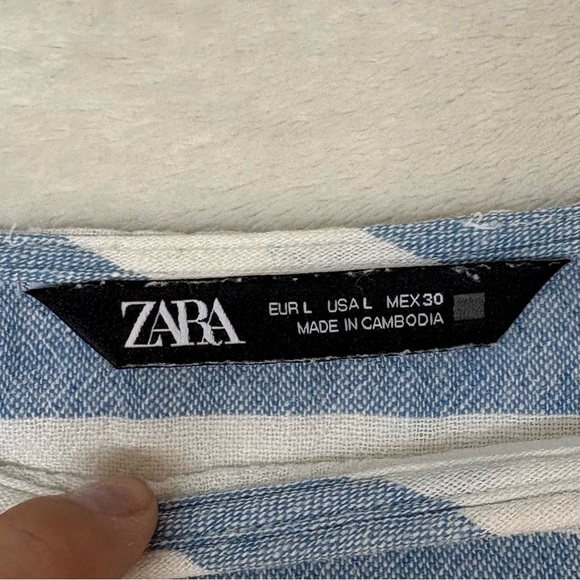 ZARA
EUR L USA L MEX 30
MADE IN CAMBODIA